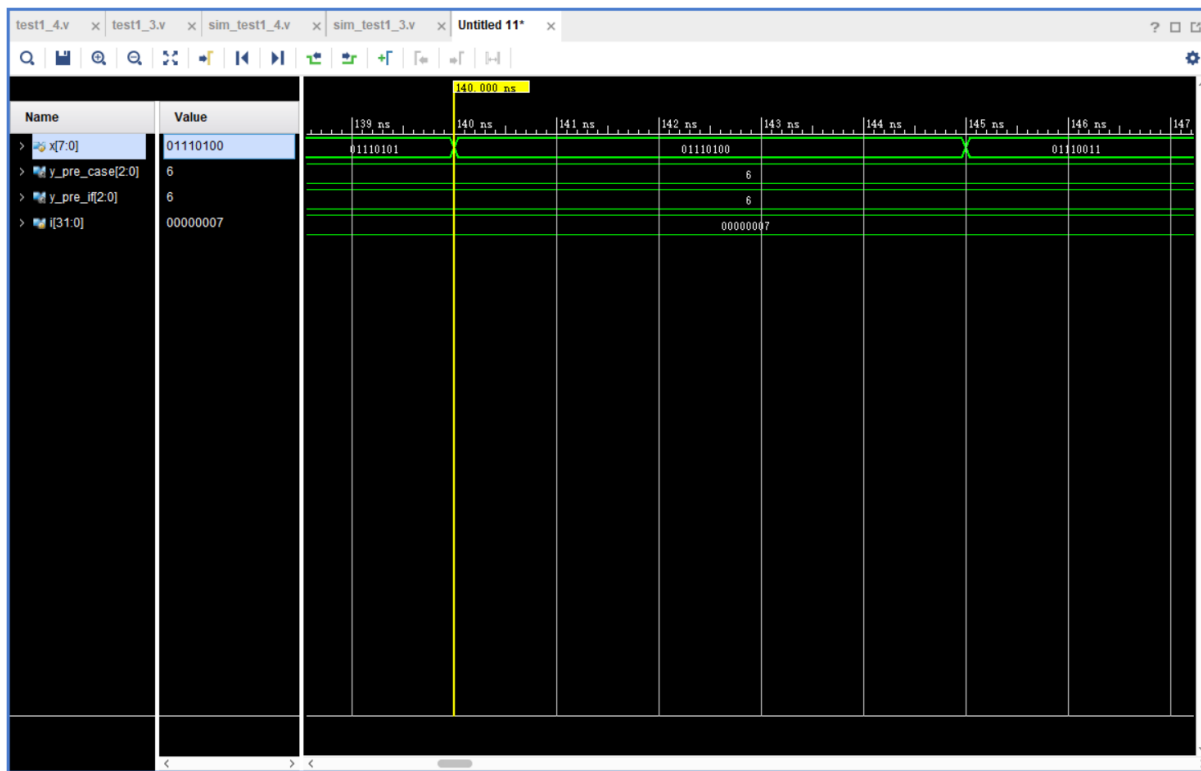 test1_4.v × test1_3.v × sim_test1_4.v × sim_test1_3.v × Untitled 11* ×
140.000 ns
Name Value
139 ns 140 ns 141 ns 142 ns 143 ns 144 ns 145 ns 146 ns 147
x[7:0] 01110100 01110101 01110100 01110011
y_pre_case[2:0] 6 6
y_pre_if[2:0] 6 6
i[31:0] 00000007 00000007